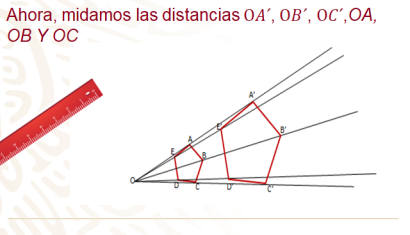 Ahora, midamos las distancias OA´, OB´, OC´,OA,
OB Y OC
A'
E'
B'
A
E
B
O
D
C
D'
C'